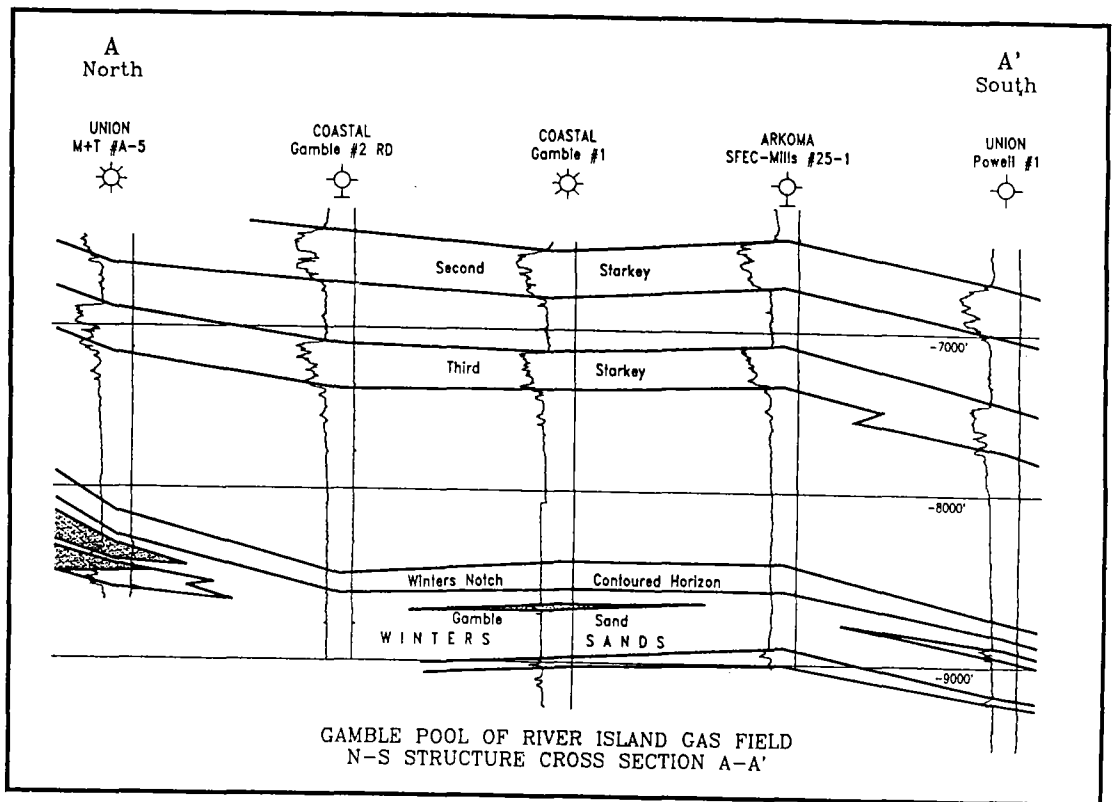 A
North
A'
South
UNION
M+T #A-5
COASTAL
Gamble #2 RD
COASTAL
Gamble #1
ARKOMA
SFEC-Mills #25-1
UNION
Powell #1
Second Starkey
-7000'
Third Starkey
-8000'
Winters Notch Contoured Horizon
Gamble Sand
WINTERS SANDS
-9000'
GAMBLE POOL OF RIVER ISLAND GAS FIELD
N-S STRUCTURE CROSS SECTION A-A'